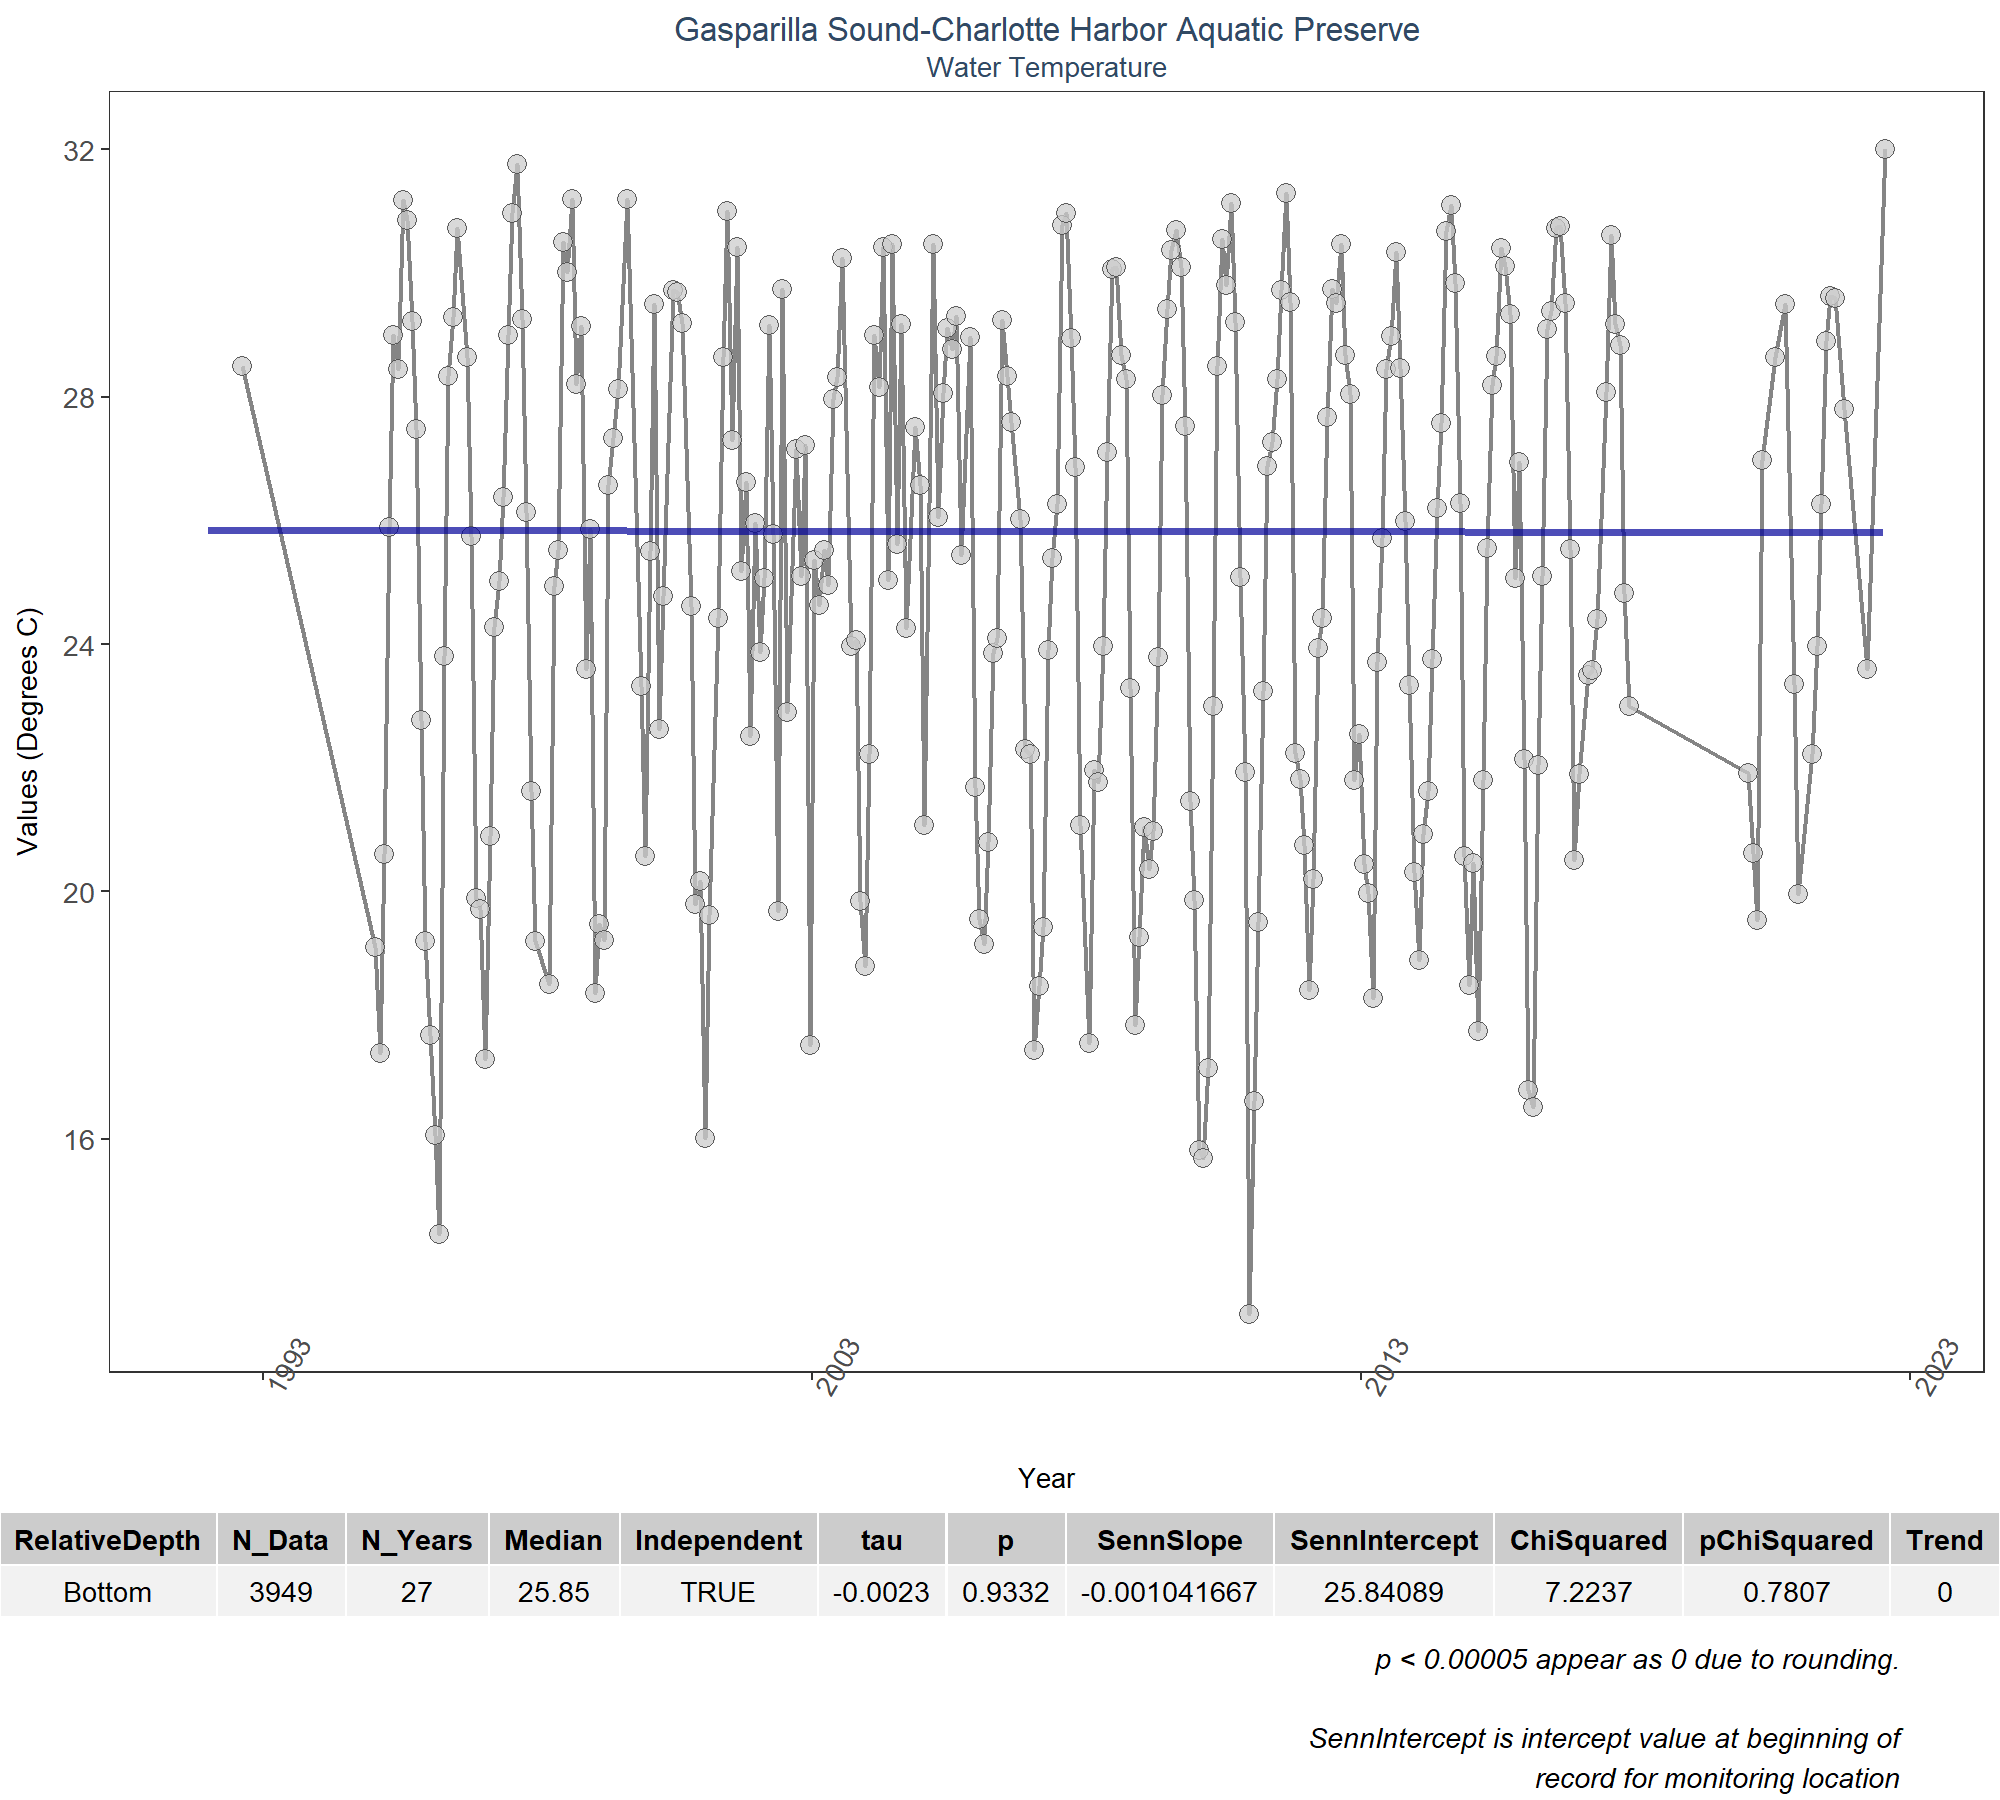 Gasparilla Sound-Charlotte Harbor Aquatic Preserve
Water Temperature
32
28
24
20
16
Values (Degrees C)
1993
2003
2013
2023
Year
RelativeDepth N_Data N_Years Median Independent tau p SennSlope SennIntercept ChiSquared pChiSquared Trend
Bottom 3949 27 25.85 TRUE -0.0023 0.9332 -0.001041667 25.84089 7.2237 0.7807 0
p < 0.00005 appear as 0 due to rounding.
SennIntercept is intercept value at beginning of
record for monitoring location